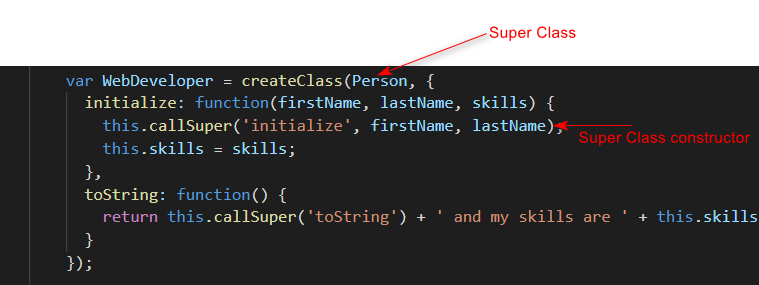 Super Class
var WebDeveloper = createClass(Person, {
initialize: function(firstName, lastName, skills) {
this.callSuper('initialize', firstName, lastName);
Super Class constructor
this.skills = skills;
},
toString: function() {
return this.callSuper('toString') + ' and my skills are ' + this.skills
}
});